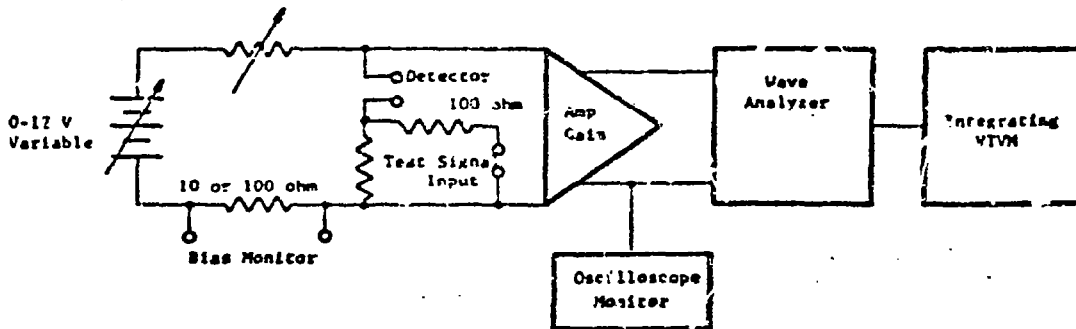 0-12 V
Variable
Detector
100 ohm
Test Signal
Input
10 or 100 ohm
Bias Monitor
Amp
Gain
Wave
Analyzer
Integrating
VTVM
Oscilloscope
Monitor